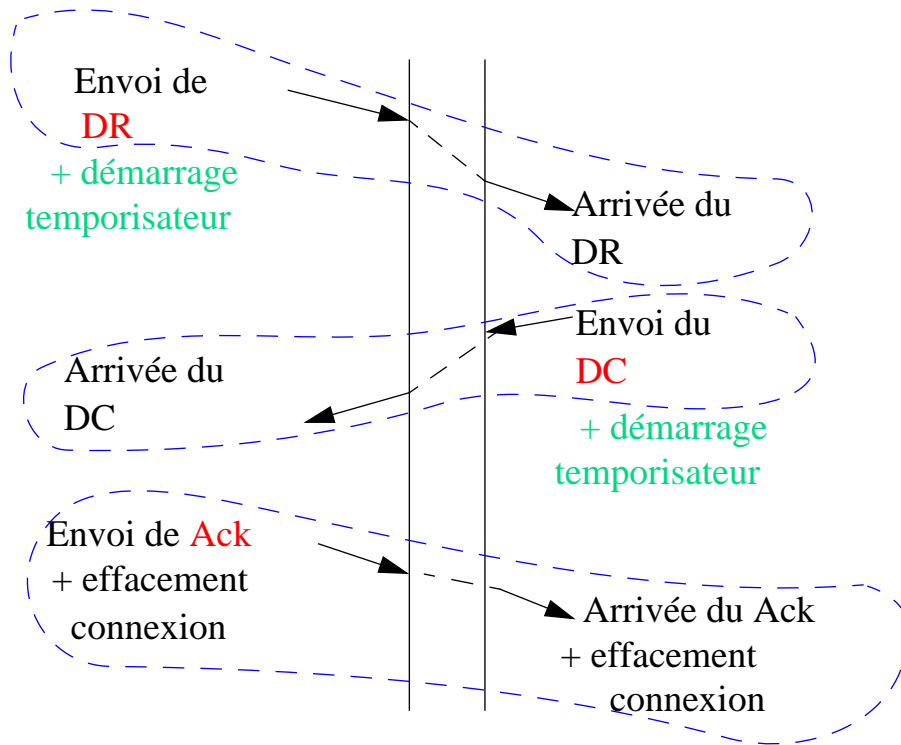 Envoi de
DR
+ démarrage
temporisateur
Arrivée du
DR
Envoi du
DC
+ démarrage
temporisateur
Arrivée du
DC
Envoi de Ack
+ effacement
connexion
Arrivée du Ack
+ effacement
connexion